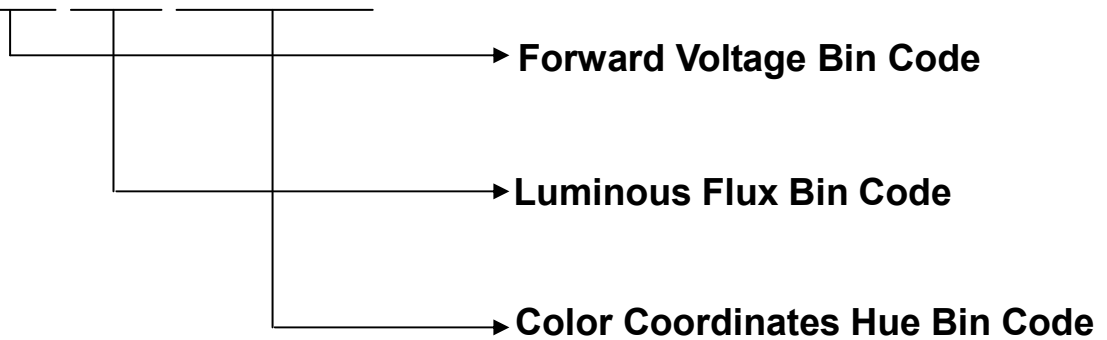 Forward Voltage Bin Code
Luminous Flux Bin Code
Color Coordinates Hue Bin Code